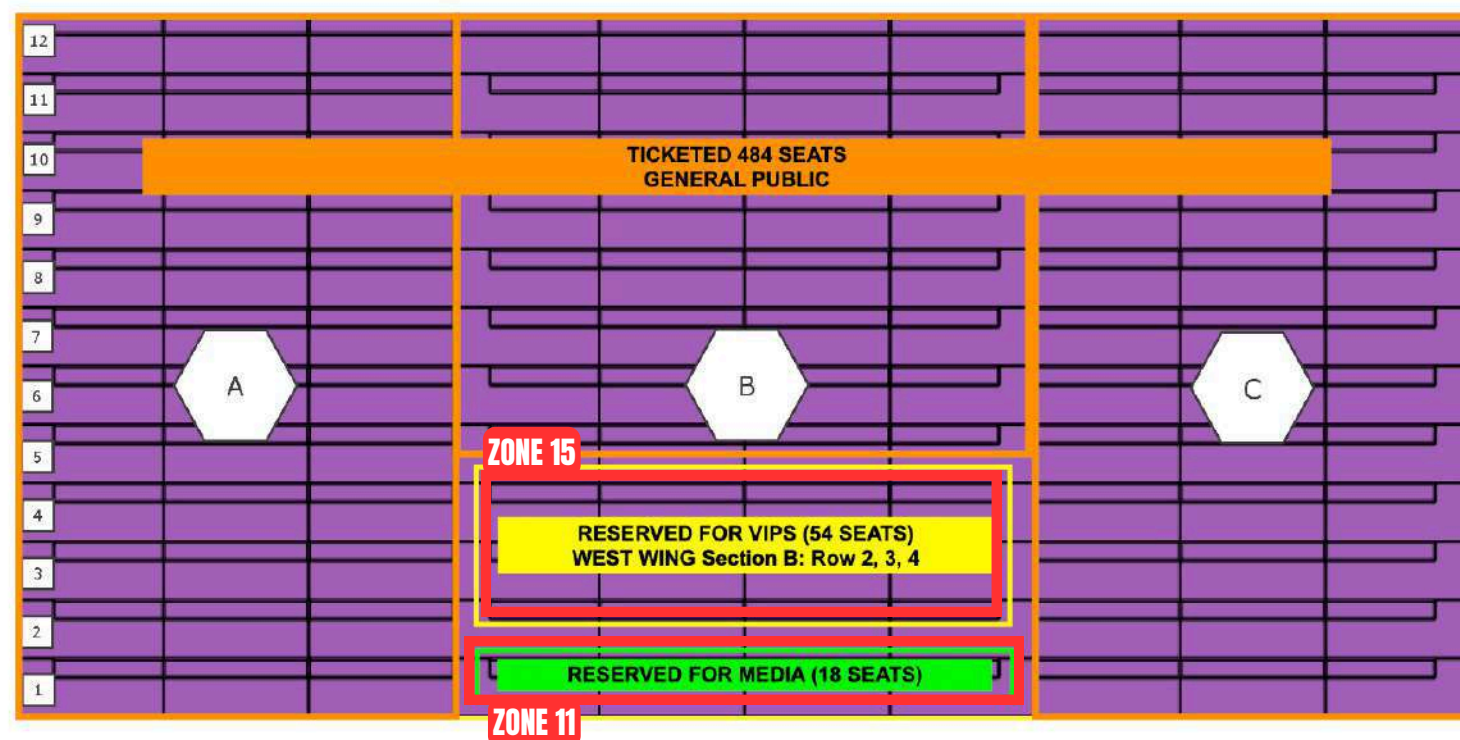 12
11
10
TICKETED 484 SEATS
GENERAL PUBLIC
9
8
7
A
B
C
6
5
ZONE 15
4
RESERVED FOR VIPS (54 SEATS)
WEST WING Section B: Row 2, 3, 4
3
2
RESERVED FOR MEDIA (18 SEATS)
1
ZONE 11